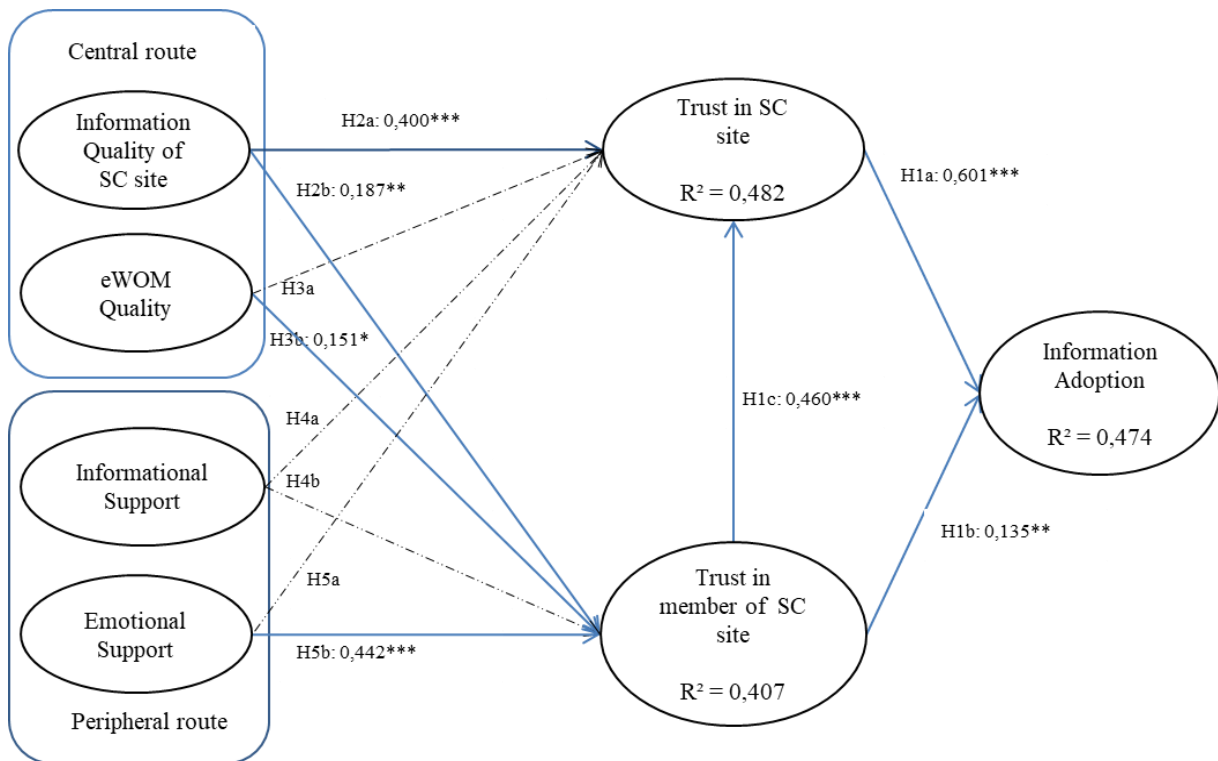 Central route
Information
Quality of
SC site
eWOM
Quality
Informational
Support
Emotional
Support
Peripheral route
H2a: 0,400***
H2b: 0,187**
H3a
H3b: 0,151*
H4a
H4b
H5a
H5b: 0,442***
Trust in SC
site
R² = 0,482
H1c: 0,460***
Trust in
member of SC
site
R² = 0,407
H1a: 0,601***
H1b: 0,135**
Information
Adoption
R² = 0,474